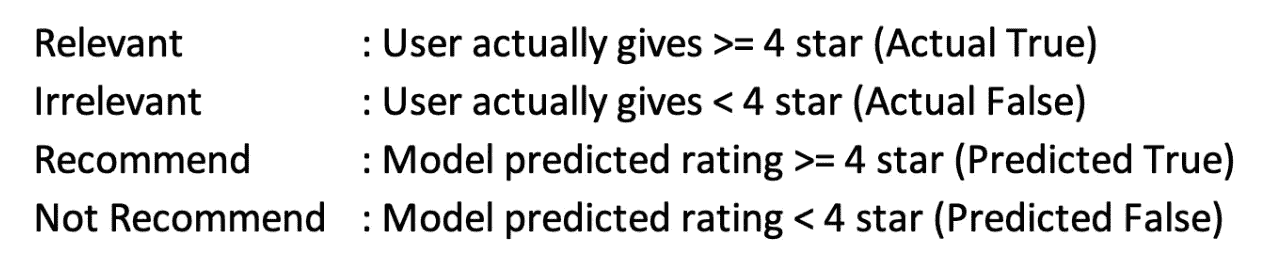 Relevant : User actually gives >= 4 star (Actual True)
Irrelevant : User actually gives < 4 star (Actual False)
Recommend : Model predicted rating >= 4 star (Predicted True)
Not Recommend : Model predicted rating < 4 star (Predicted False)